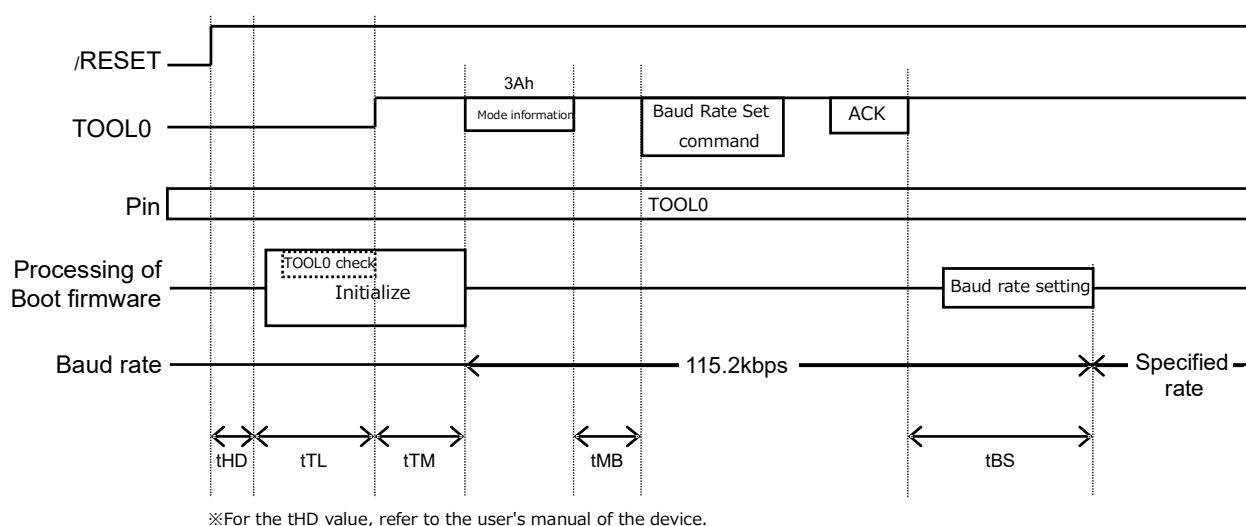 /RESET
3Ah
TOOL0
Mode information
Baud Rate Set
command
ACK
Pin
TOOL0
Processing of
Boot firmware
TOOL0 check
Initialize
Baud rate setting
Baud rate
115.2kbps
Specified
rate
tHD
tTL
tTM
tMB
tBS
※For the tHD value, refer to the user's manual of the device.